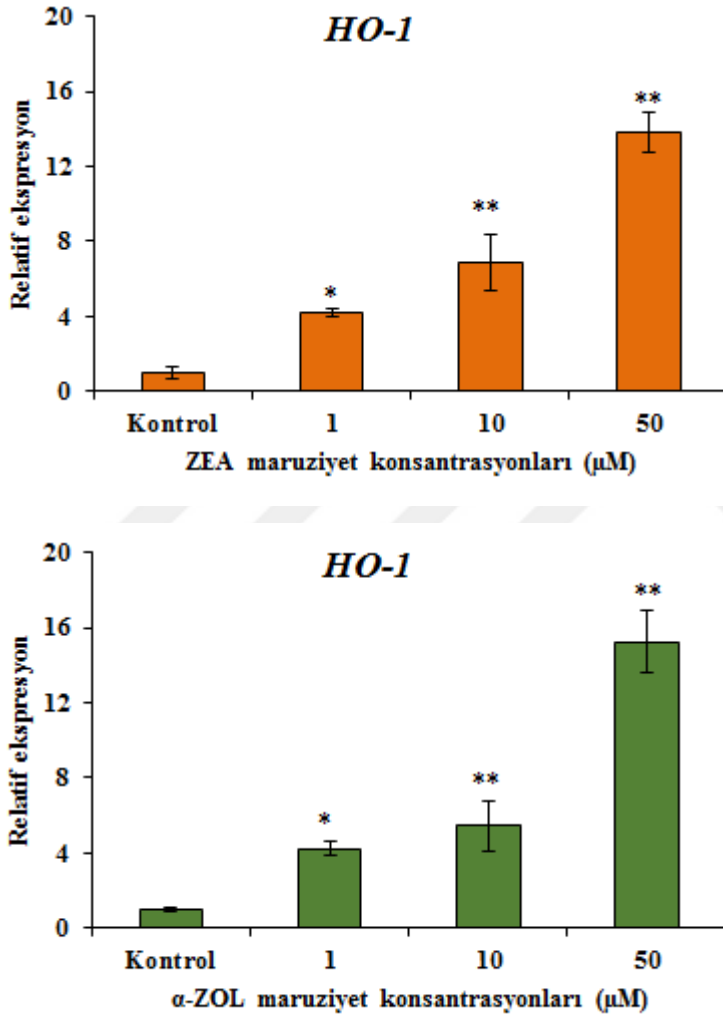 HO-1
Relatif ekspresyon
20
16
12
8
4
0
*
**
**
Kontrol 1 10 50
ZEA maruziyet konsantrasyonları (µM)
HO-1
Relatif ekspresyon
20
16
12
8
4
0
*
**
**
Kontrol 1 10 50
α-ZOL maruziyet konsantrasyonları (µM)